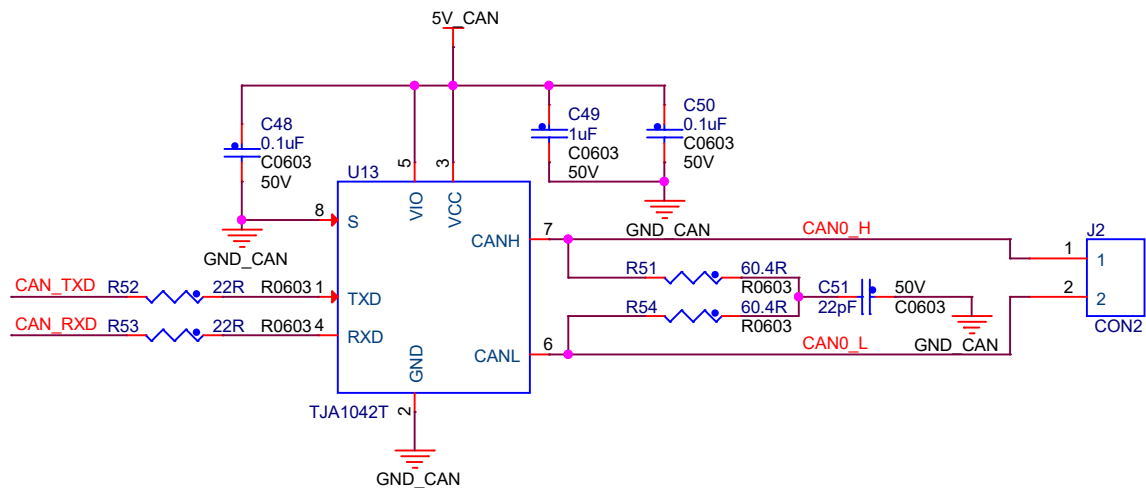 5V_CAN
C48
0.1uF
C0603
50V
C49
1uF
C0603
50V
C50
0.1uF
C0603
50V
U13
5
3
VIO
VCC
8
S
GND_CAN
CANH
7
GND_CAN
CAN0_H
J2
1
1
2
2
CON2
CAN_TXD
R52
22R
R0603
1
TXD
CAN_RXD
R53
22R
R0603
4
RXD
R51
60.4R
R0603
R54
60.4R
R0603
C51
22pF
50V
C0603
GND
CANL
6
CAN0_L
GND_CAN
TJA1042T
2
GND_CAN